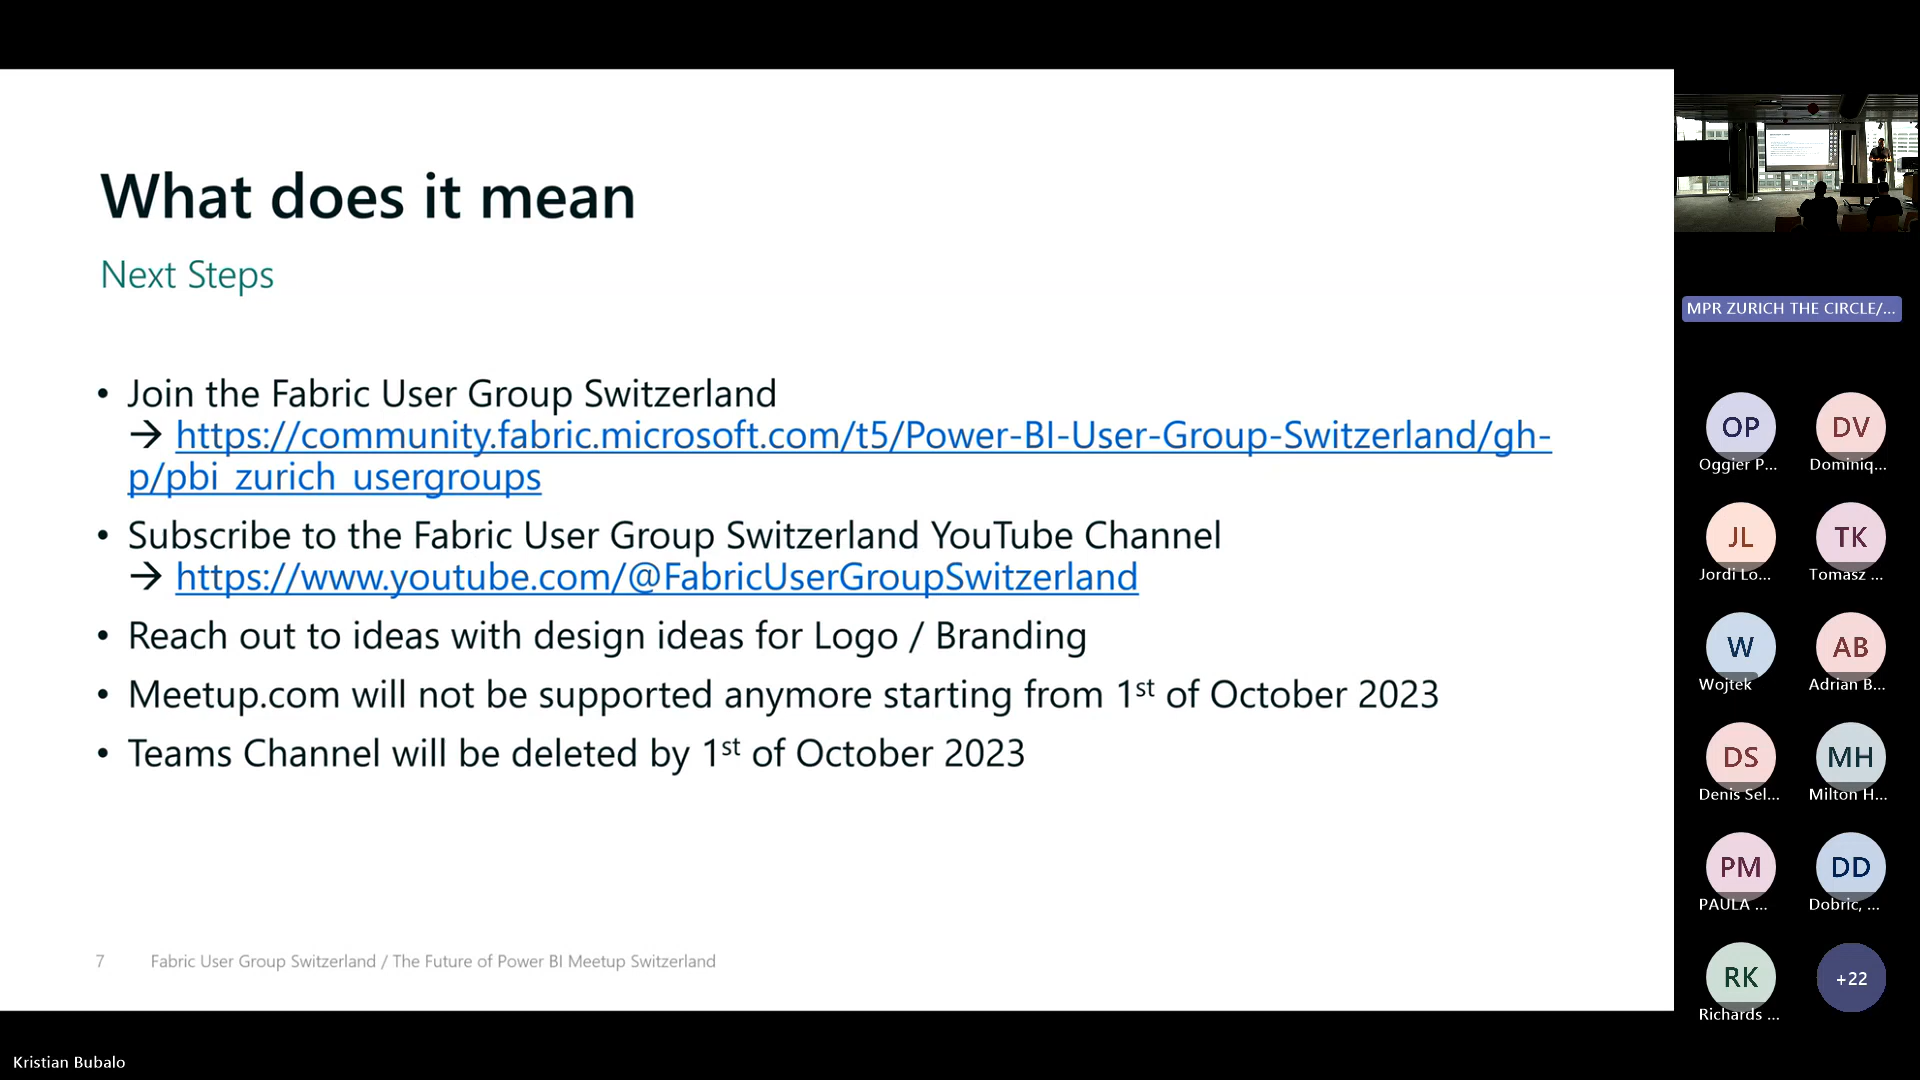 What does it mean
Next Steps
• Join the Fabric User Group Switzerland
→ https://community.fabric.microsoft.com/t5/Power-BI-User-Group-Switzerland/gh-
p/pbi_zurich_usergroups
• Subscribe to the Fabric User Group Switzerland YouTube Channel
→ https://www.youtube.com/@FabricUserGroupSwitzerland
• Reach out to ideas with design ideas for Logo / Branding
• Meetup.com will not be supported anymore starting from 1st of October 2023
• Teams Channel will be deleted by 1st of October 2023
7 Fabric User Group Switzerland / The Future of Power BI Meetup Switzerland
Kristian Bubalo
MPR ZURICH THE CIRCLE/...
OP DV
Oggier P... Dominiq...
JL TK
Jordi Lo... Tomasz ...
W AB
Wojtek Adrian B...
DS MH
Denis Sel... Milton H...
PM DD
PAULA ... Dobric, ...
RK +22
Richards ...